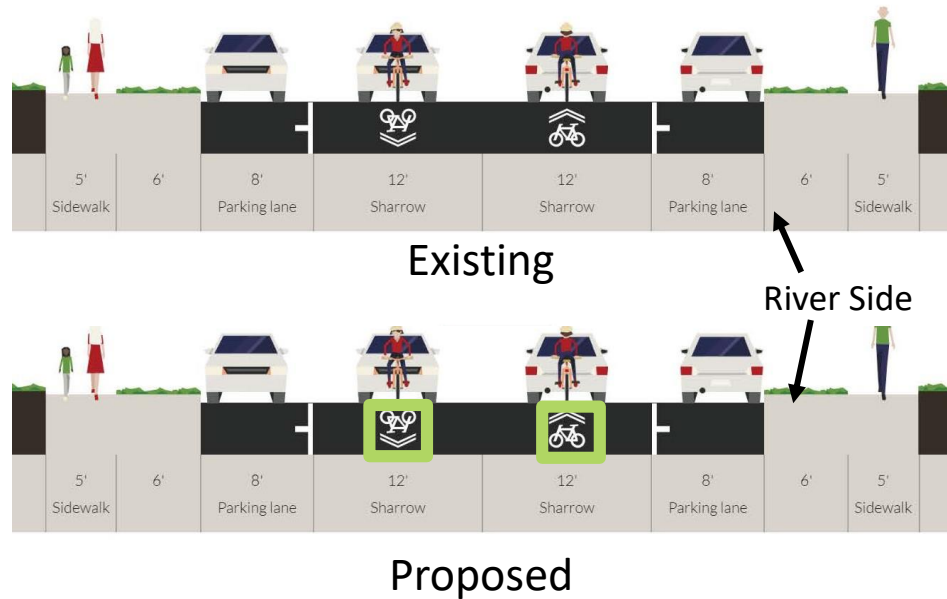 5' 6' 8' 12' 12' 8' 6' 5'
Sidewalk Parking lane Sharrow Sharrow Parking lane Sidewalk
Existing
River Side
5' 6' 8' 12' 12' 8' 6' 5'
Sidewalk Parking lane Sharrow Sharrow Parking lane Sidewalk
Proposed